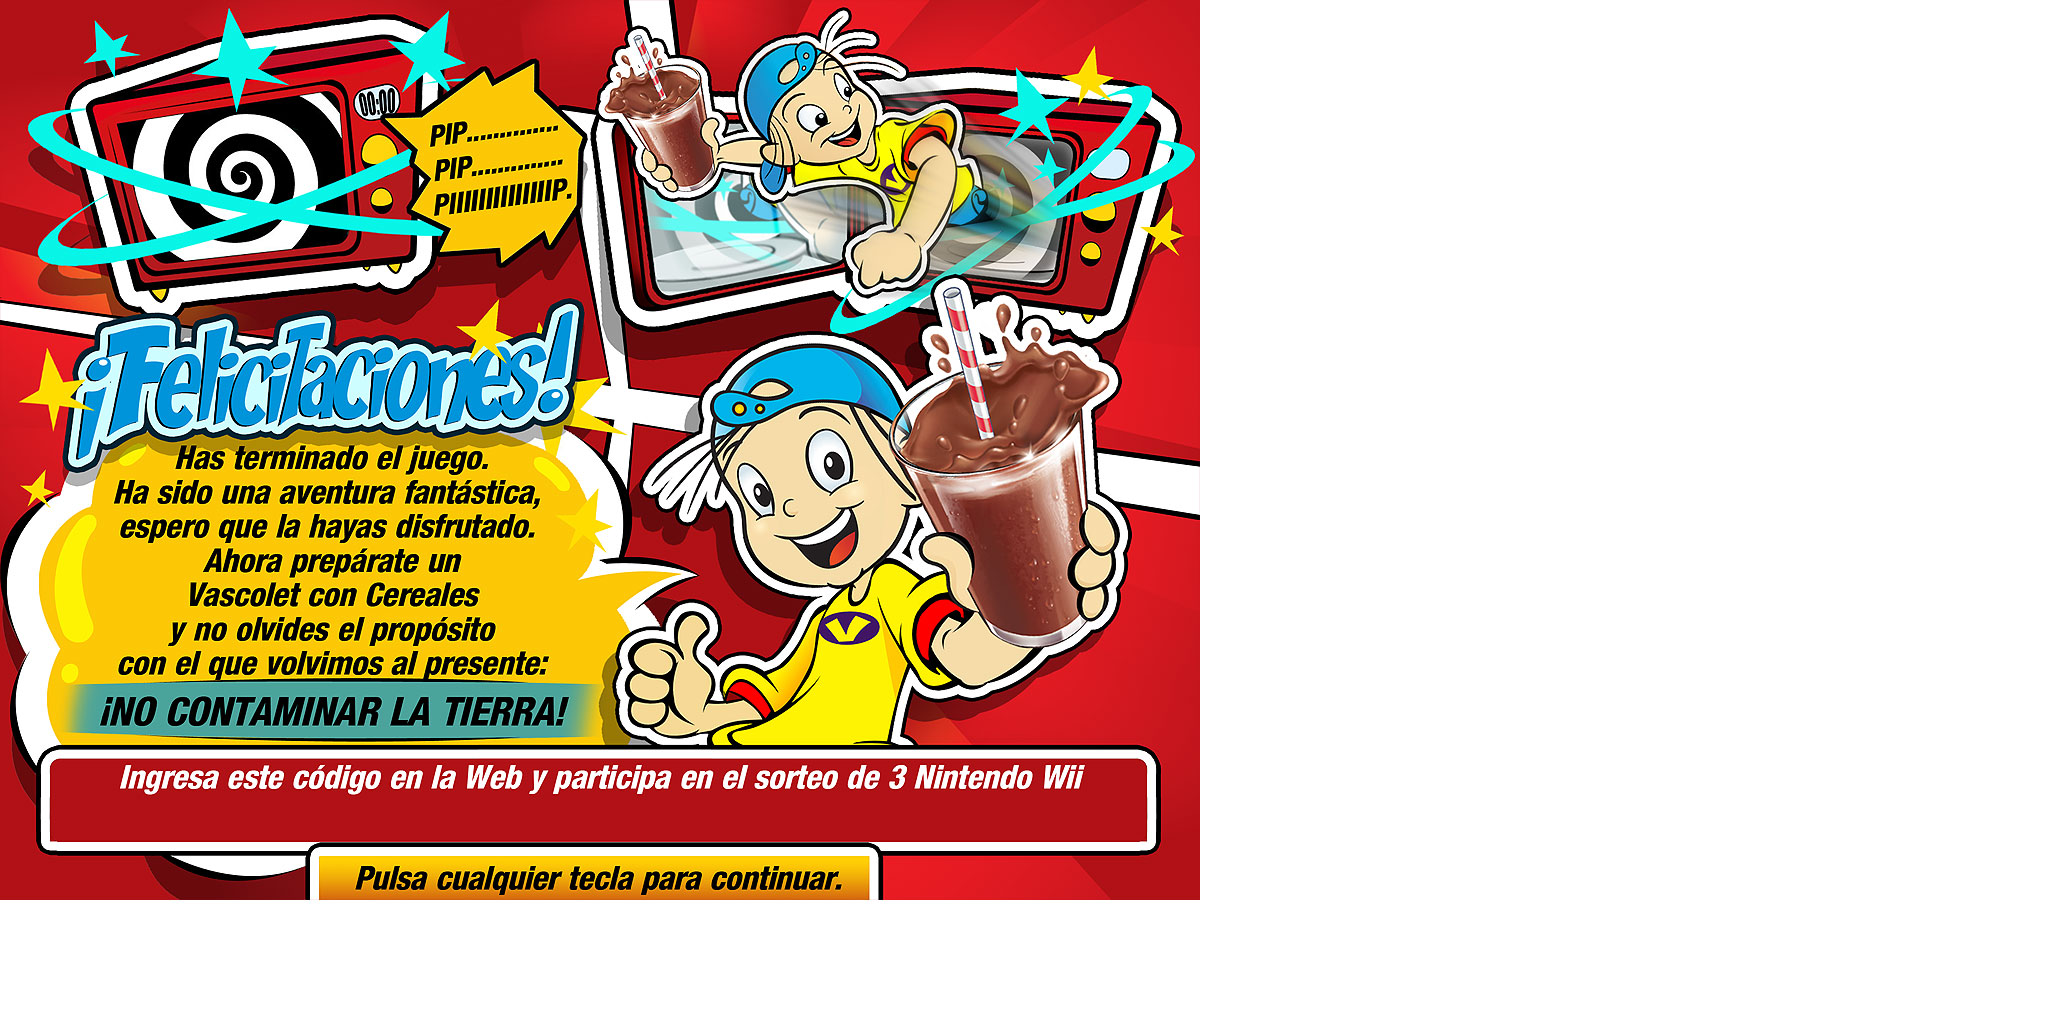 00:00
PIP.............
PIP.............
PIIIIIIIIIIIIIIIP.
¡Felicitaciones!
Has terminado el juego.
Ha sido una aventura fantástica,
espero que la hayas disfrutado.
Ahora prepárate un
Vascolet con Cereales
y no olvides el propósito
con el que volvimos al presente:
¡NO CONTAMINAR LA TIERRA!
V
Ingresa este código en la Web y participa en el sorteo de 3 Nintendo Wii
Pulsa cualquier tecla para continuar.